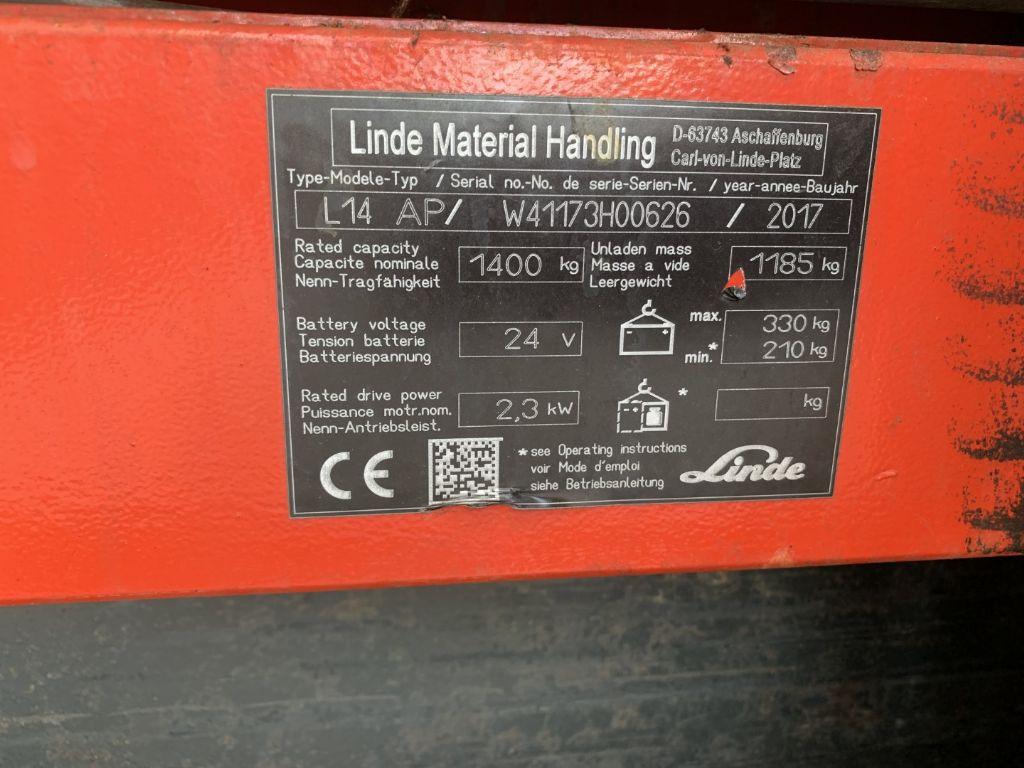 Linde Material Handling D-63743 Aschaffenburg
Carl-von-Linde-Platz
Type-Modele-Typ / Serial no.-No. de serie-Serien-Nr. / year-annee-Baujahr
L14 AP/ W41173H00626 / 2017
Rated capacity
Capacite nominale 1400 kg
Nenn-Tragfähigkeit
Unladen mass
Masse a vide 1185 kg
Leergewicht
Battery voltage
Tension batterie 24 V
Batteriespannung
max. 330 kg
min.* 210 kg
Rated drive power
Puissance motr.nom. 2,3 kW
Nenn-Antriebsleist.
* kg
CE
* see Operating instructions
voir Mode d'emploi
siehe Betriebsanleitung
Linde